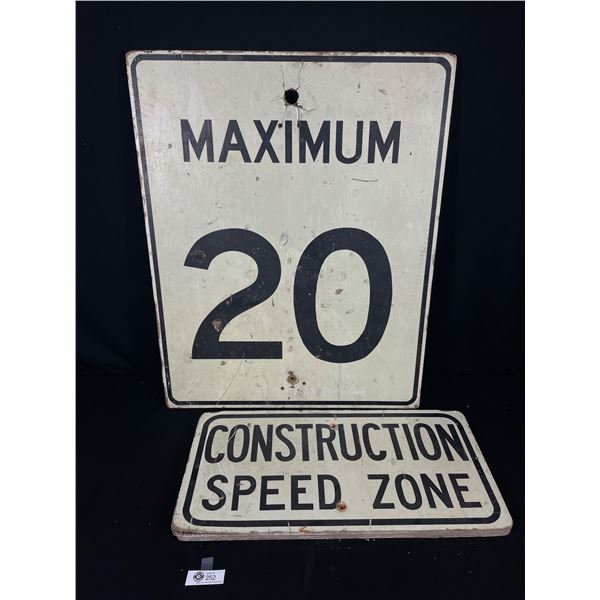 MAXIMUM
20
CONSTRUCTION
SPEED ZONE
252